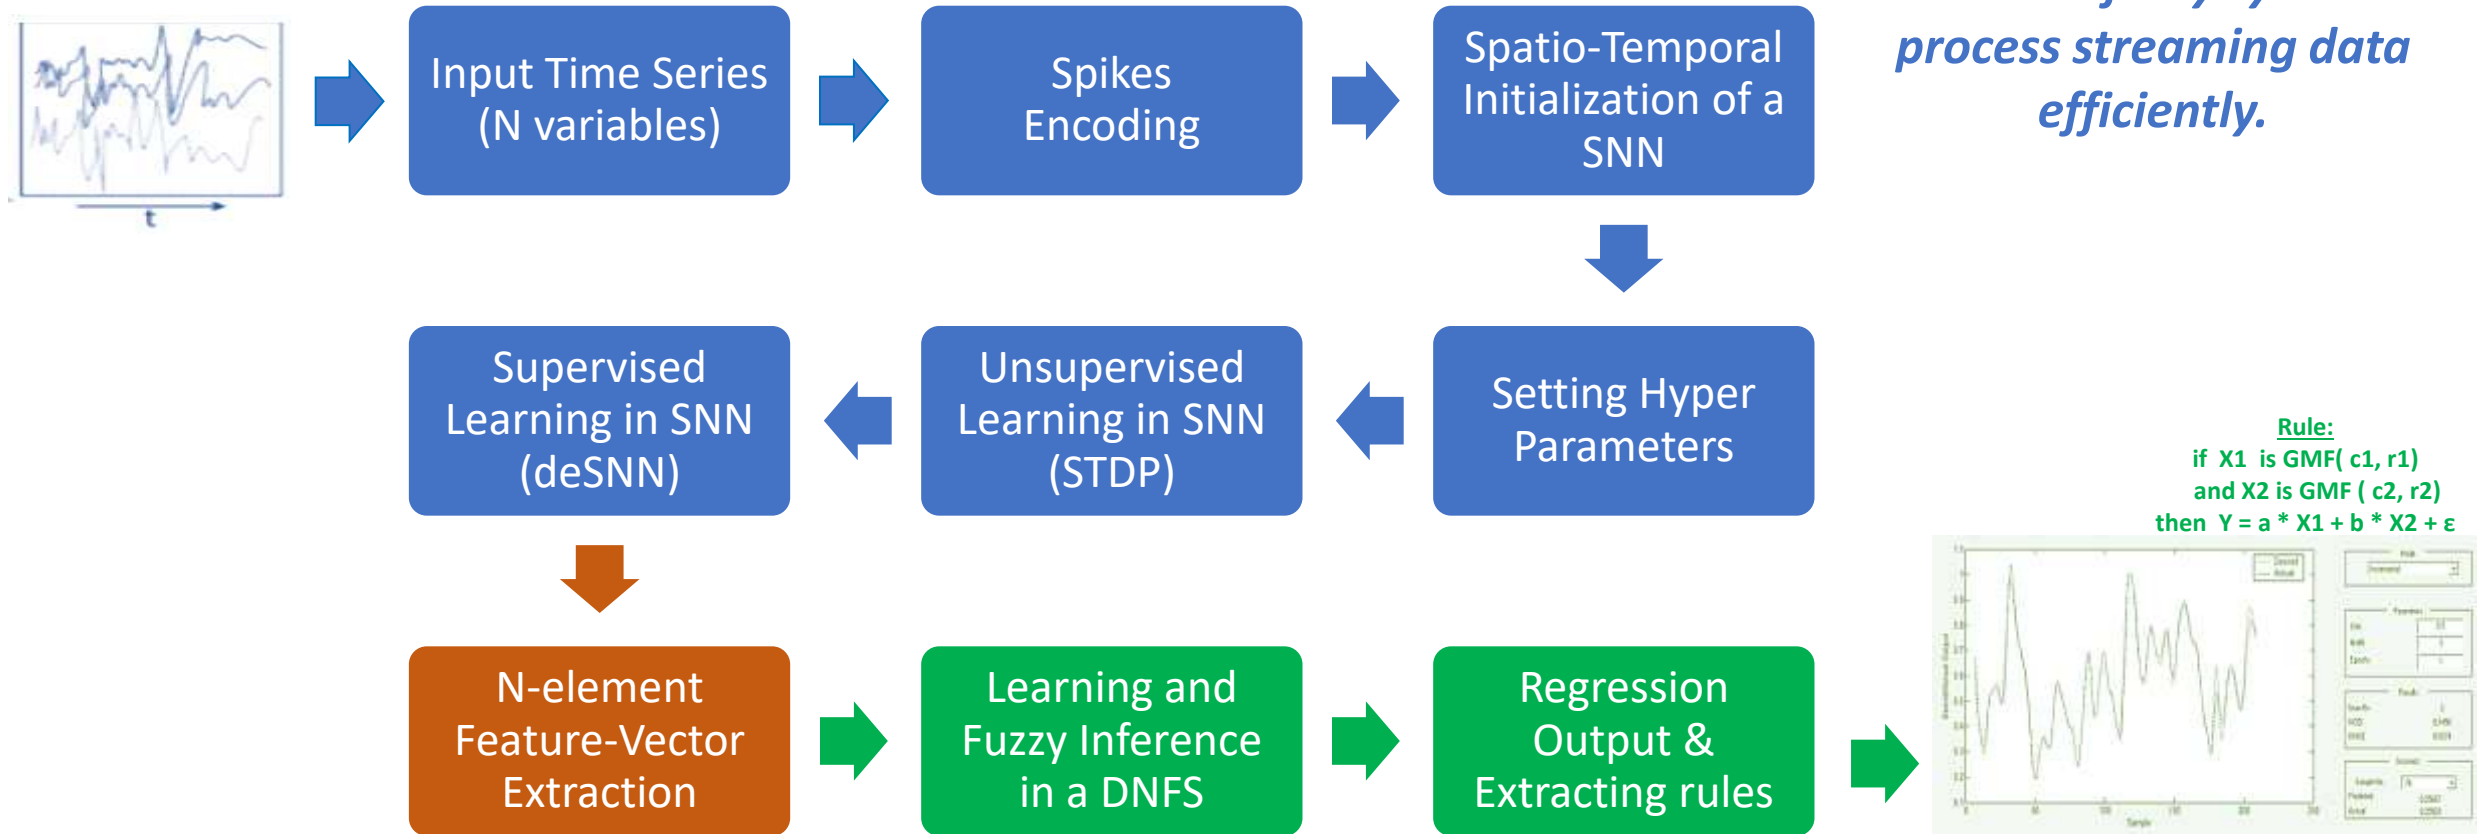 process streaming data
efficiently.
t
Input Time Series
(N variables)
Spikes
Encoding
Spatio-Temporal
Initialization of a
SNN
Setting Hyper
Parameters
Unsupervised
Learning in SNN
(STDP)
Supervised
Learning in SNN
(deSNN)
N-element
Feature-Vector
Extraction
Learning and
Fuzzy Inference
in a DNFS
Regression
Output &
Extracting rules
Rule:
if X1 is GMF( c1, r1)
and X2 is GMF ( c2, r2)
then Y = a * X1 + b * X2 + ε
Desired
Actual
Sample